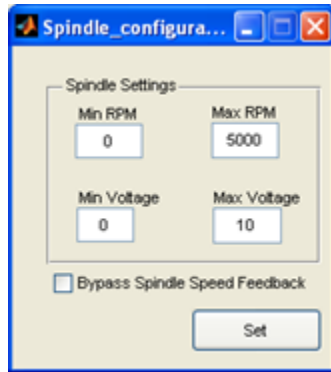 Spindle_configura...
Spindle Settings
Min RPM Max RPM
0 5000
Min Voltage Max Voltage
0 10
Bypass Spindle Speed Feedback
Set